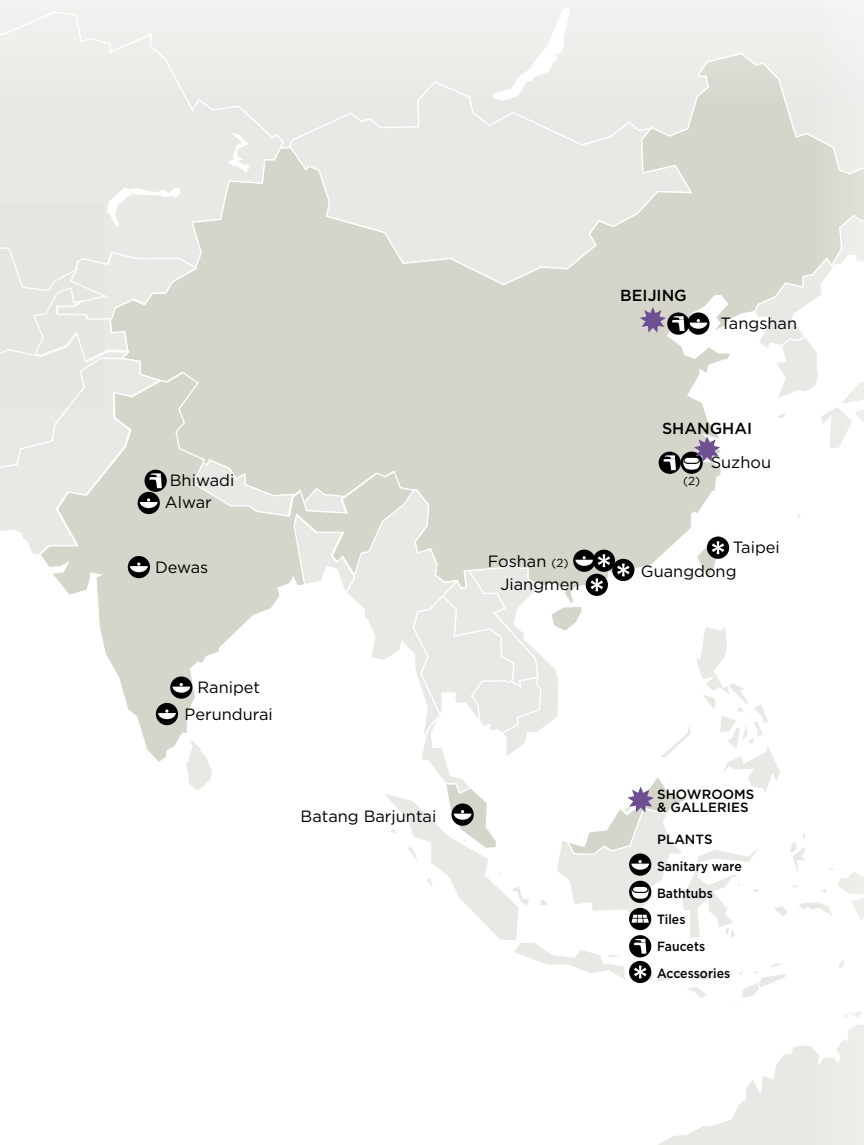 BEIJING
Tangshan
SHANGHAI
Suzhou
(2)
Bhiwadi
Alwar
Dewas
Taipei
Foshan (2)
Guangdong
Jiangmen
Ranipet
Perundurai
Batang Barjuntai
SHOWROOMS
& GALLERIES
PLANTS
Sanitary ware
Bathtubs
Tiles
Faucets
Accessories